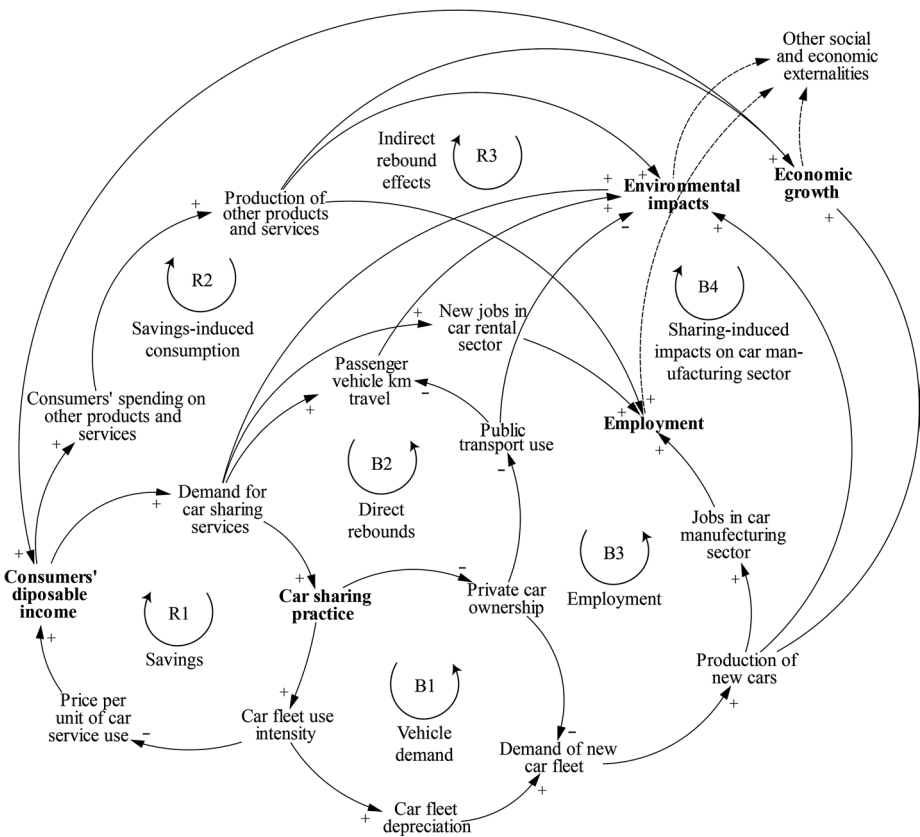 Other social
and economic
externalities
Indirect
rebound
effects
R3
+
Economic
growth
+
+
+
+
Environmental
impacts
+
−
+
+
Production of
other products
and services
R2
Savings-induced
consumption
B4
Sharing-induced
impacts on car man-
ufacturing sector
+
New jobs in
car rental
sector
Passenger
vehicle km
travel
+
−
Consumers' spending on
other products and
services
+
+
+
Employment
+
Public
transport use
−
B2
Direct
rebounds
Demand for
car sharing
services
+
Jobs in car
manufecturing
sector
+
B3
Employment
+
Consumers'
diposable
income
+
+
Car sharing
practice
−
Private car
ownership
R1
Savings
Production of
new cars
+
B1
Vehicle
demand
Price per
unit of car
service use
−
+
Car fleet use
intensity
−
Demand of new
car fleet
+
+
Car fleet
depreciation